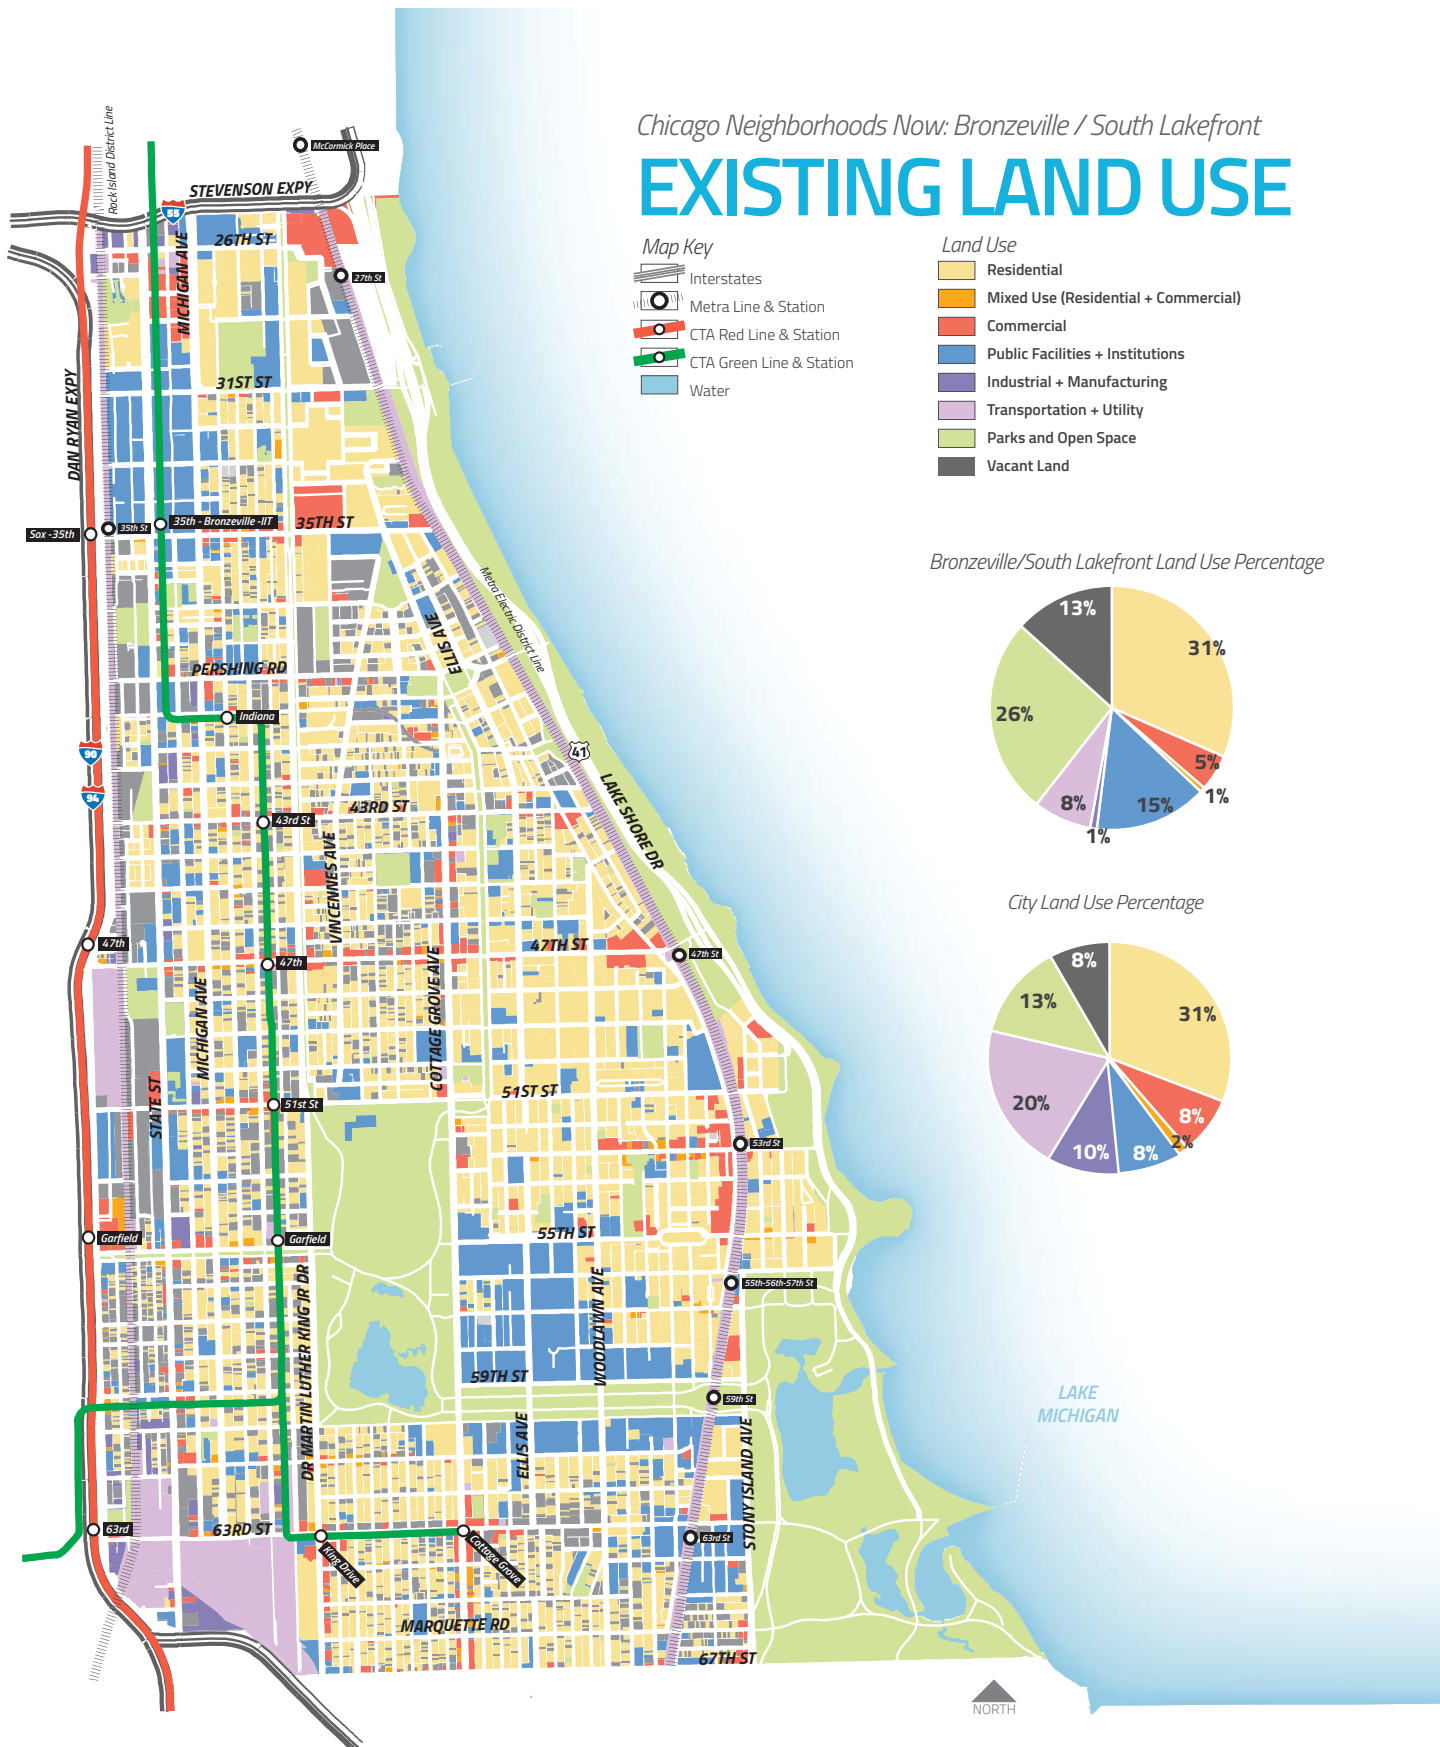 Chicago Neighborhoods Now: Bronzeville / South Lakefront
EXISTING LAND USE
Map Key
Interstates
Metra Line & Station
CTA Red Line & Station
CTA Green Line & Station
Water
Land Use
Residential
Mixed Use (Residential + Commercial)
Commercial
Public Facilities + Institutions
Industrial + Manufacturing
Transportation + Utility
Parks and Open Space
Vacant Land
Bronzeville/South Lakefront Land Use Percentage
13%
31%
26%
5%
1%
8%
15%
1%
City Land Use Percentage
8%
13%
31%
20%
8%
2%
10%
8%
Rock Island District Line
McCormick Place
STEVENSON EXPY
55
26TH ST
MICHIGAN AVE
27th St
31ST ST
DAN RYAN EXPY
35th St
35th - Bronzeville -IIT
35TH ST
Sox -35th
Metra Electric District Line
ELLIS AVE
PERSHING RD
Indiana
90
41
94
LAKE SHORE DR
43RD ST
43rd St
VINCENNES AVE
47th
47TH ST
47th St
47th
MICHIGAN AVE
COTTAGE GROVE AVE
STATE ST
51ST ST
51st St
53rd St
Garfield
Garfield
55TH ST
55th-56th-57th St
DR MARTIN LUTHER KING JR DR
WOODLAWN AVE
59TH ST
59th St
ELLIS AVE
STONY ISLAND AVE
63rd
63RD ST
King Drive
Cottage Grove
63rd St
MARQUETTE RD
67TH ST
LAKE
MICHIGAN
NORTH